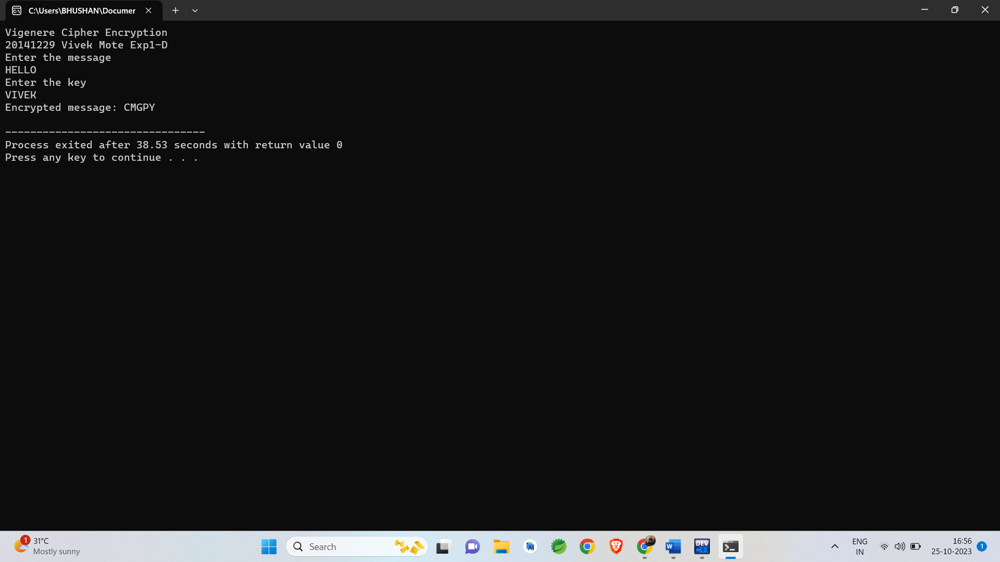 C:\Users\BHUSHAN\Documer
Vigenere Cipher Encryption
20141229 Vivek Mote Exp1-D
Enter the message
HELLO
Enter the key
VIVEK
Encrypted message: CMGPY
--------------------------------
Process exited after 38.53 seconds with return value 0
Press any key to continue . . .
1
31°C
Mostly sunny
Search
AI
W
DEV
C++
ENG
IN
16:56
25-10-2023
1